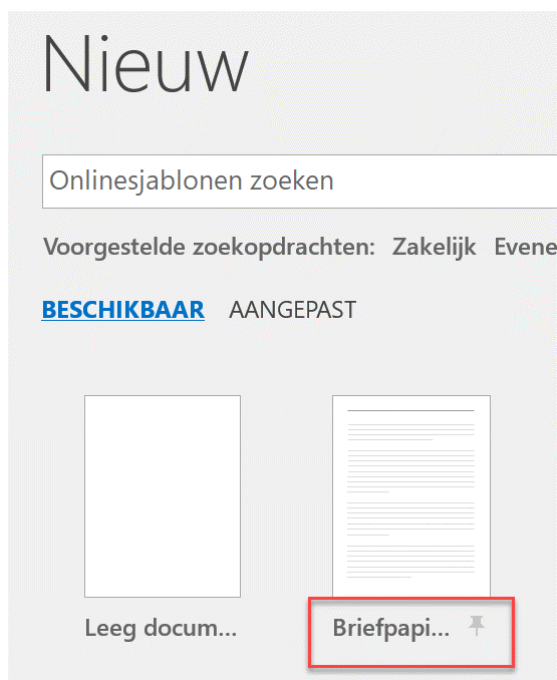 Nieuw
Onlinesjablonen zoeken
Voorgestelde zoekopdrachten: Zakelijk Evene
BESCHIKBAAR AANGEPAST
Leeg docum... Briefpapi...